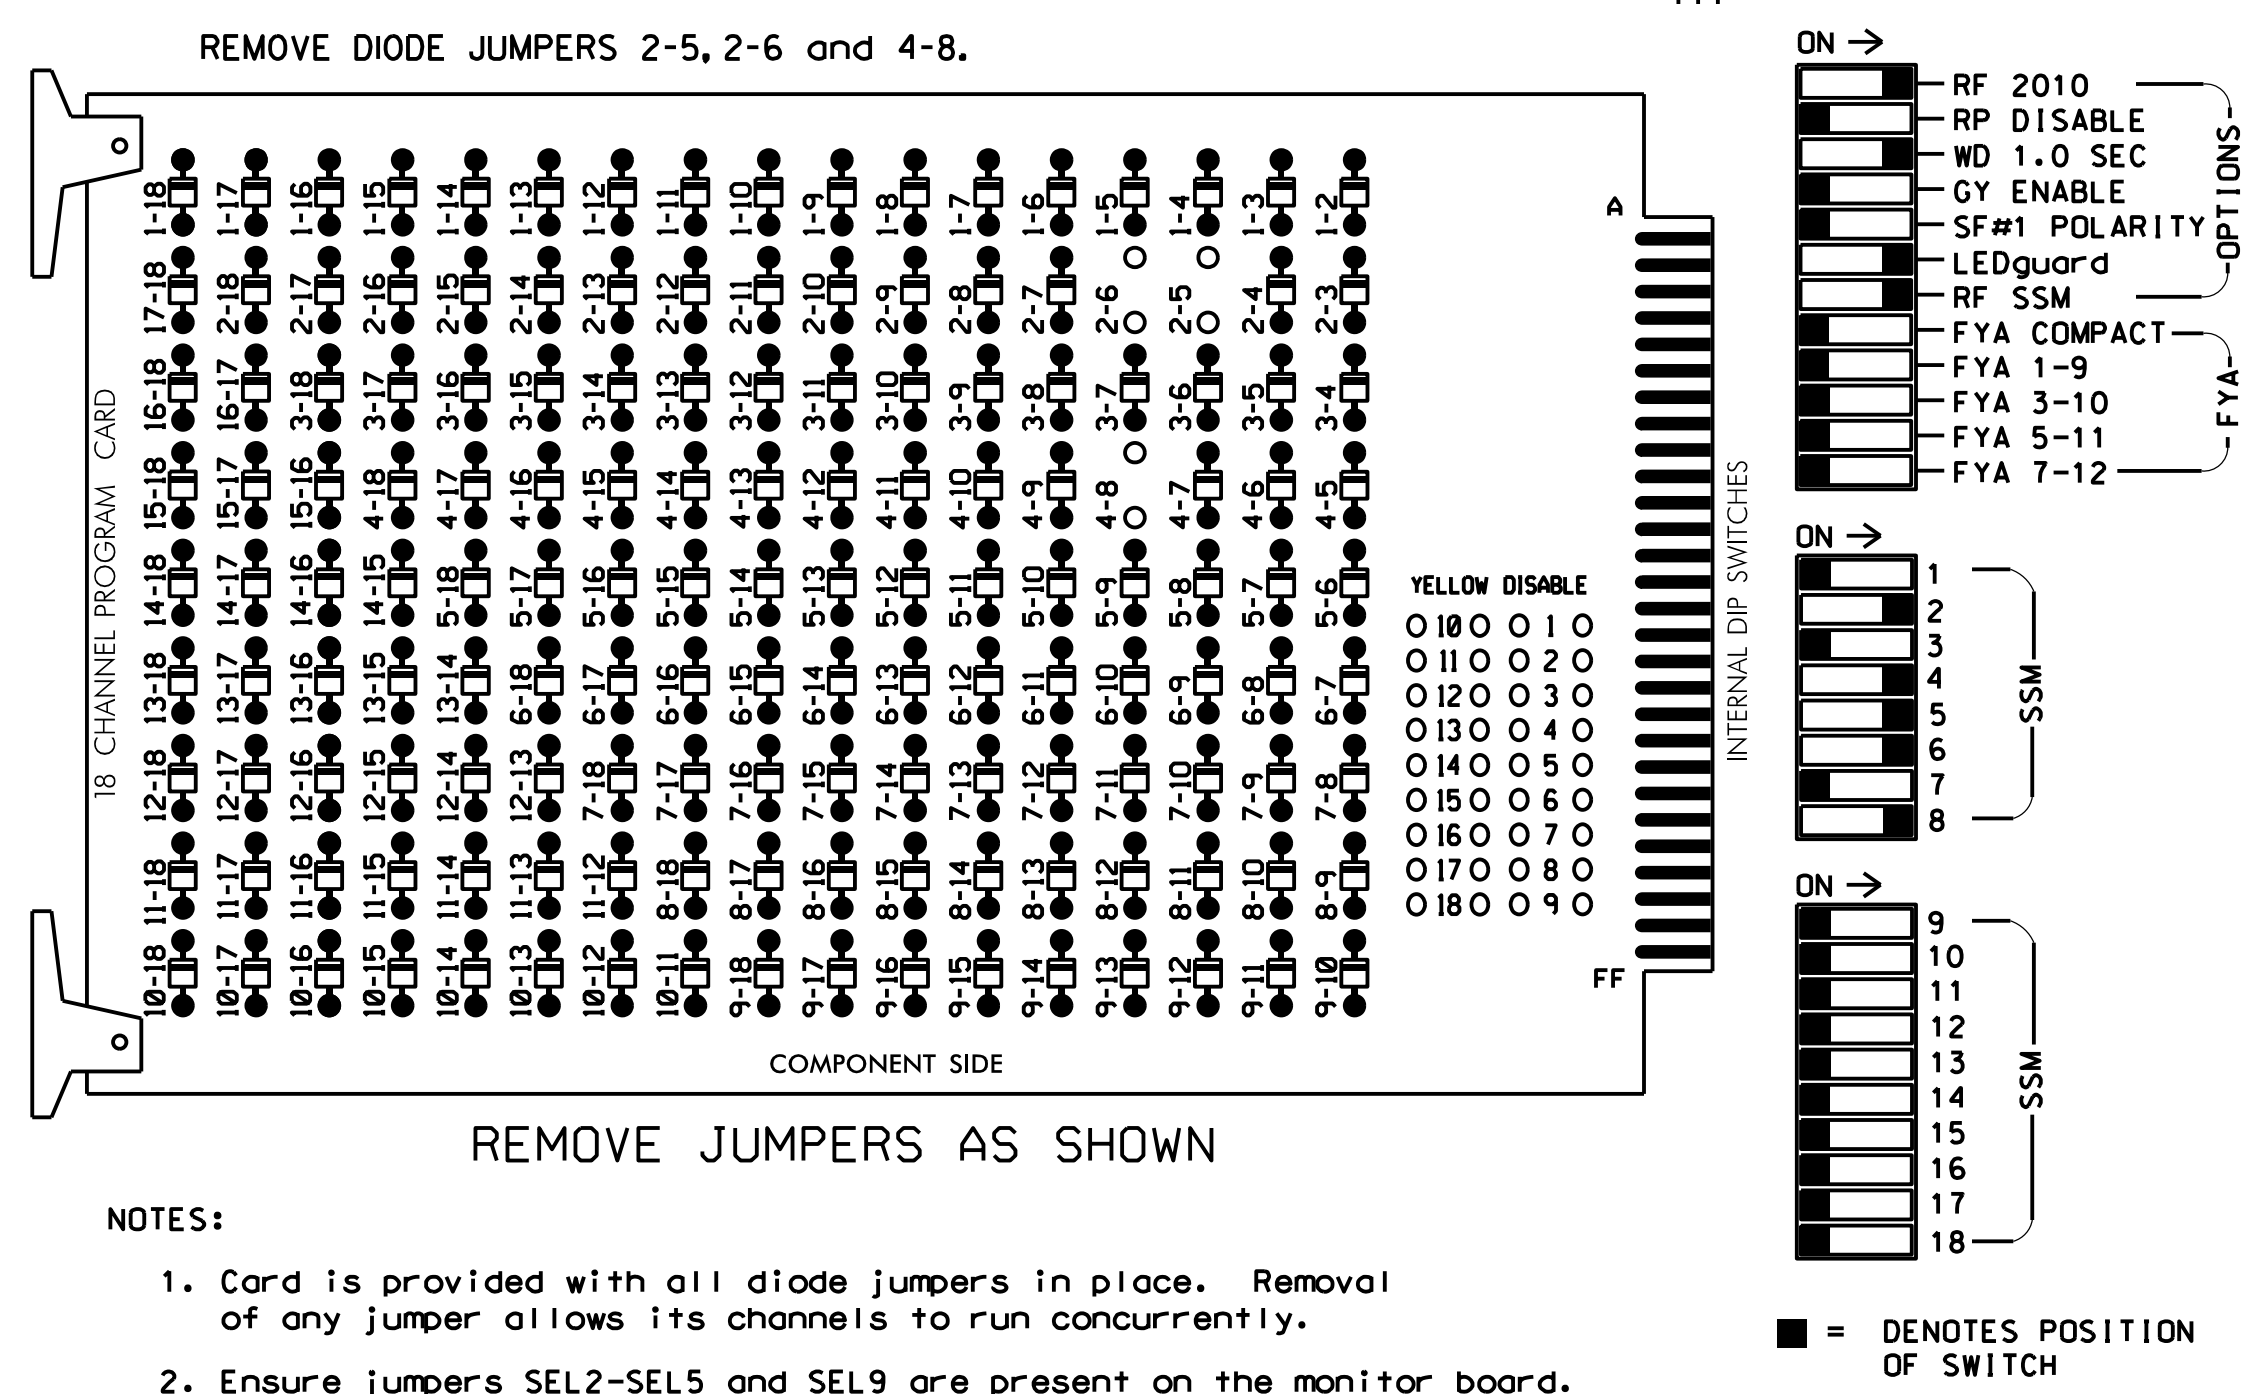 REMOVE DIODE JUMPERS 2-5, 2-6 and 4-8.
1-18 1-17 1-16 1-15 1-14 1-13 1-12 1-11 1-10 1-9 1-8 1-7 1-6 1-5 1-4 1-3 1-2
17-18 2-18 2-17 2-16 2-15 2-14 2-13 2-12 2-11 2-10 2-9 2-8 2-7 2-6 2-5 2-4 2-3
16-18 16-17 3-18 3-17 3-16 3-15 3-14 3-13 3-12 3-11 3-10 3-9 3-8 3-7 3-6 3-5 3-4
15-18 15-17 15-16 4-18 4-17 4-16 4-15 4-14 4-13 4-12 4-11 4-10 4-9 4-8 4-7 4-6 4-5
14-18 14-17 14-16 14-15 5-18 5-17 5-16 5-15 5-14 5-13 5-12 5-11 5-10 5-9 5-8 5-7 5-6
13-18 13-17 13-16 13-15 13-14 6-18 6-17 6-16 6-15 6-14 6-13 6-12 6-11 6-10 6-9 6-8 6-7
12-18 12-17 12-16 12-15 12-14 12-13 7-18 7-17 7-16 7-15 7-14 7-13 7-12 7-11 7-10 7-9 7-8
11-18 11-17 11-16 11-15 11-14 11-13 11-12 8-18 8-17 8-16 8-15 8-14 8-13 8-12 8-11 8-10 8-9
10-18 10-17 10-16 10-15 10-14 10-13 10-12 10-11 9-18 9-17 9-16 9-15 9-14 9-13 9-12 9-11 9-10
18 CHANNEL PROGRAM CARD
COMPONENT SIDE
A
FF
YELLOW DISABLE
10 1
11 2
12 3
13 4
14 5
15 6
16 7
17 8
18 9
INTERNAL DIP SWITCHES
ON
RF 2010
RP DISABLE
WD 1.0 SEC
GY ENABLE
SF#1 POLARITY
LEDguard
RF SSM
OPTIONS
FYA COMPACT
FYA 1-9
FYA 3-10
FYA 5-11
FYA 7-12
FYA
ON
1
2
3
4
5
6
7
8
SSM
ON
9
10
11
12
13
14
15
16
17
18
SSM
= DENOTES POSITION
OF SWITCH
REMOVE JUMPERS AS SHOWN
NOTES:
1. Card is provided with all diode jumpers in place. Removal
of any jumper allows its channels to run concurrently.
2. Ensure jumpers SEL2-SEL5 and SEL9 are present on the monitor board.